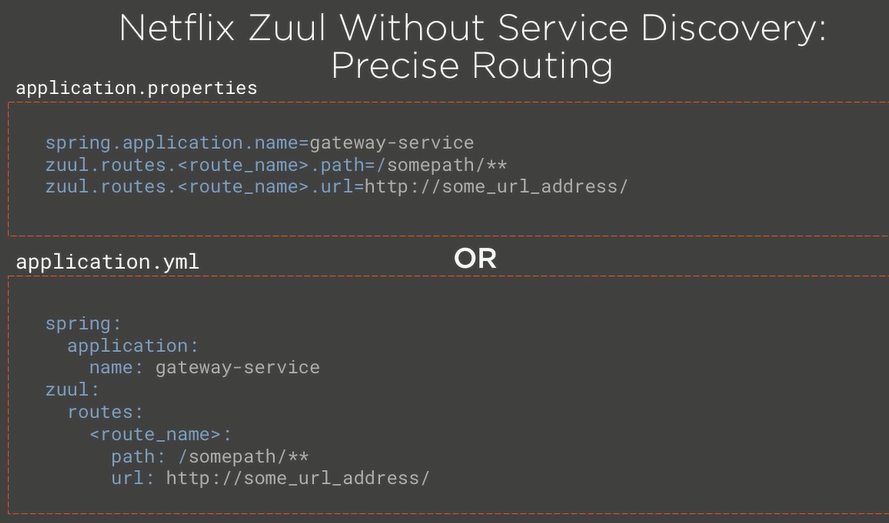 Netflix Zuul Without Service Discovery:
Precise Routing
application.properties
spring.application.name=gateway-service
zuul.routes.<route_name>.path=/somepath/**
zuul.routes.<route_name>.url=http://some_url_address/
OR
application.yml
spring:
  application:
    name: gateway-service
zuul:
  routes:
    <route_name>:
      path: /somepath/**
      url: http://some_url_address/